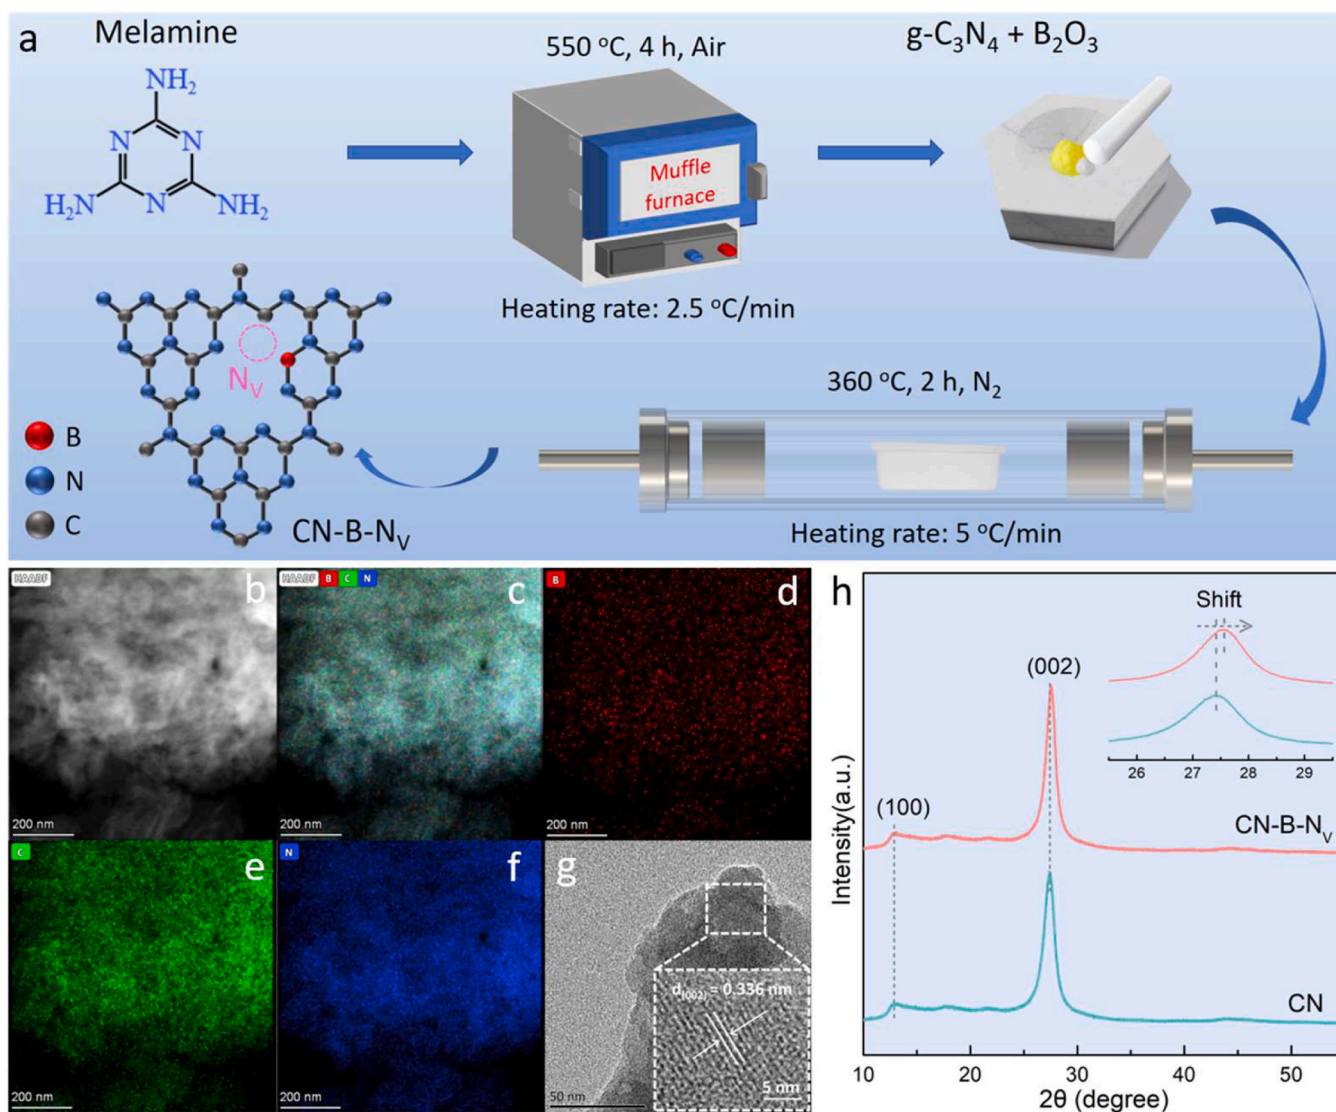 a
Melamine
NH₂
N
N
N
H₂N
NH₂
550 °C, 4 h, Air
Muffle
furnace
Heating rate: 2.5 °C/min
g-C₃N₄ + B₂O₃
360 °C, 2 h, N₂
Heating rate: 5 °C/min
N_V
B
N
C
CN-B-N_V
HAADF
b
200 nm
HAADF B C N
c
200 nm
B
d
200 nm
C
e
200 nm
N
f
200 nm
g
d₍₀₀₂₎ = 0.336 nm
5 nm
50 nm
h
Shift
26 27 28 29
(002)
(100)
CN-B-N_V
CN
Intensity(a.u.)
10 20 30 40 50
2θ (degree)